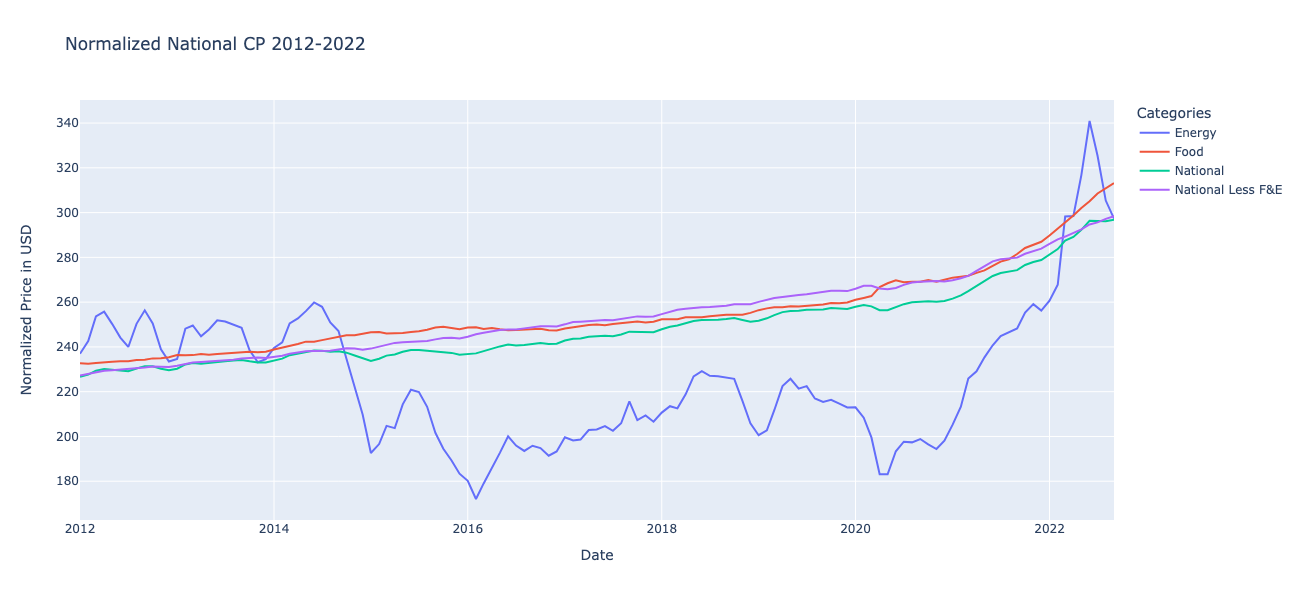 Normalized National CP 2012-2022
Categories
Energy
Food
National
National Less F&E
Normalized Price in USD
340
320
300
280
260
240
220
200
180
2012
2014
2016
2018
2020
2022
Date